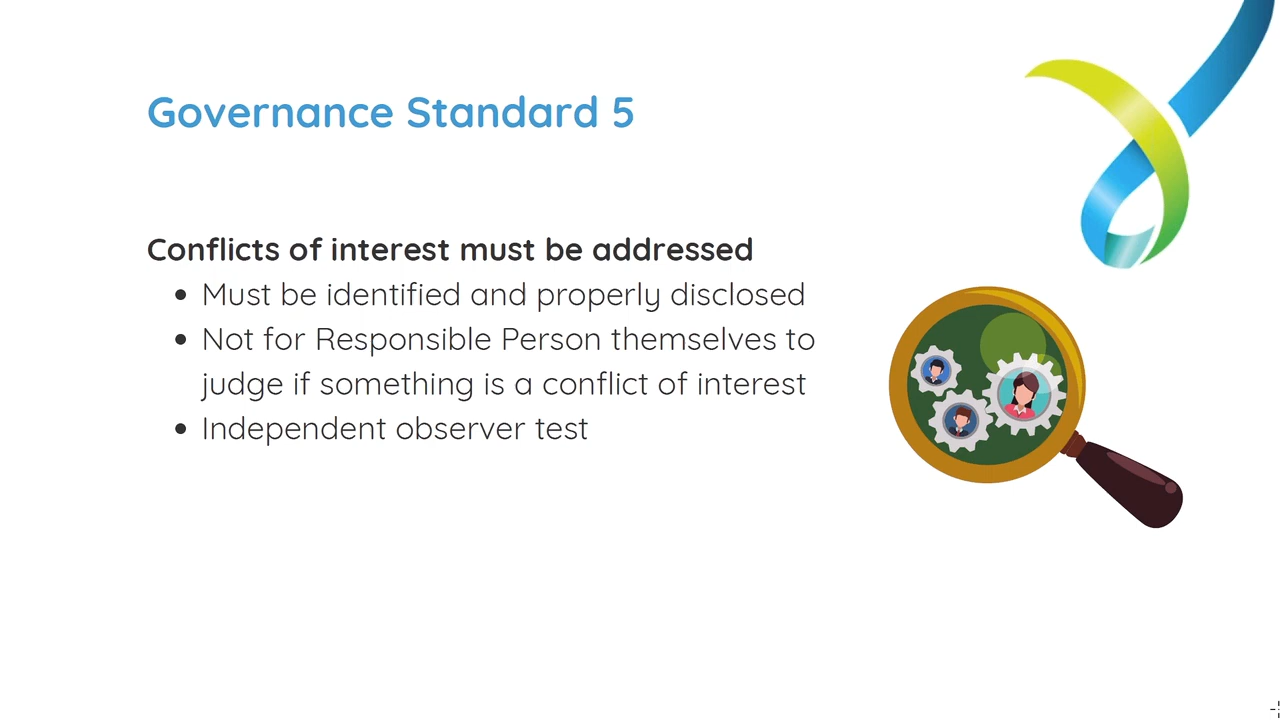 Governance Standard 5
Conflicts of interest must be addressed
• Must be identified and properly disclosed
• Not for Responsible Person themselves to
judge if something is a conflict of interest
• Independent observer test